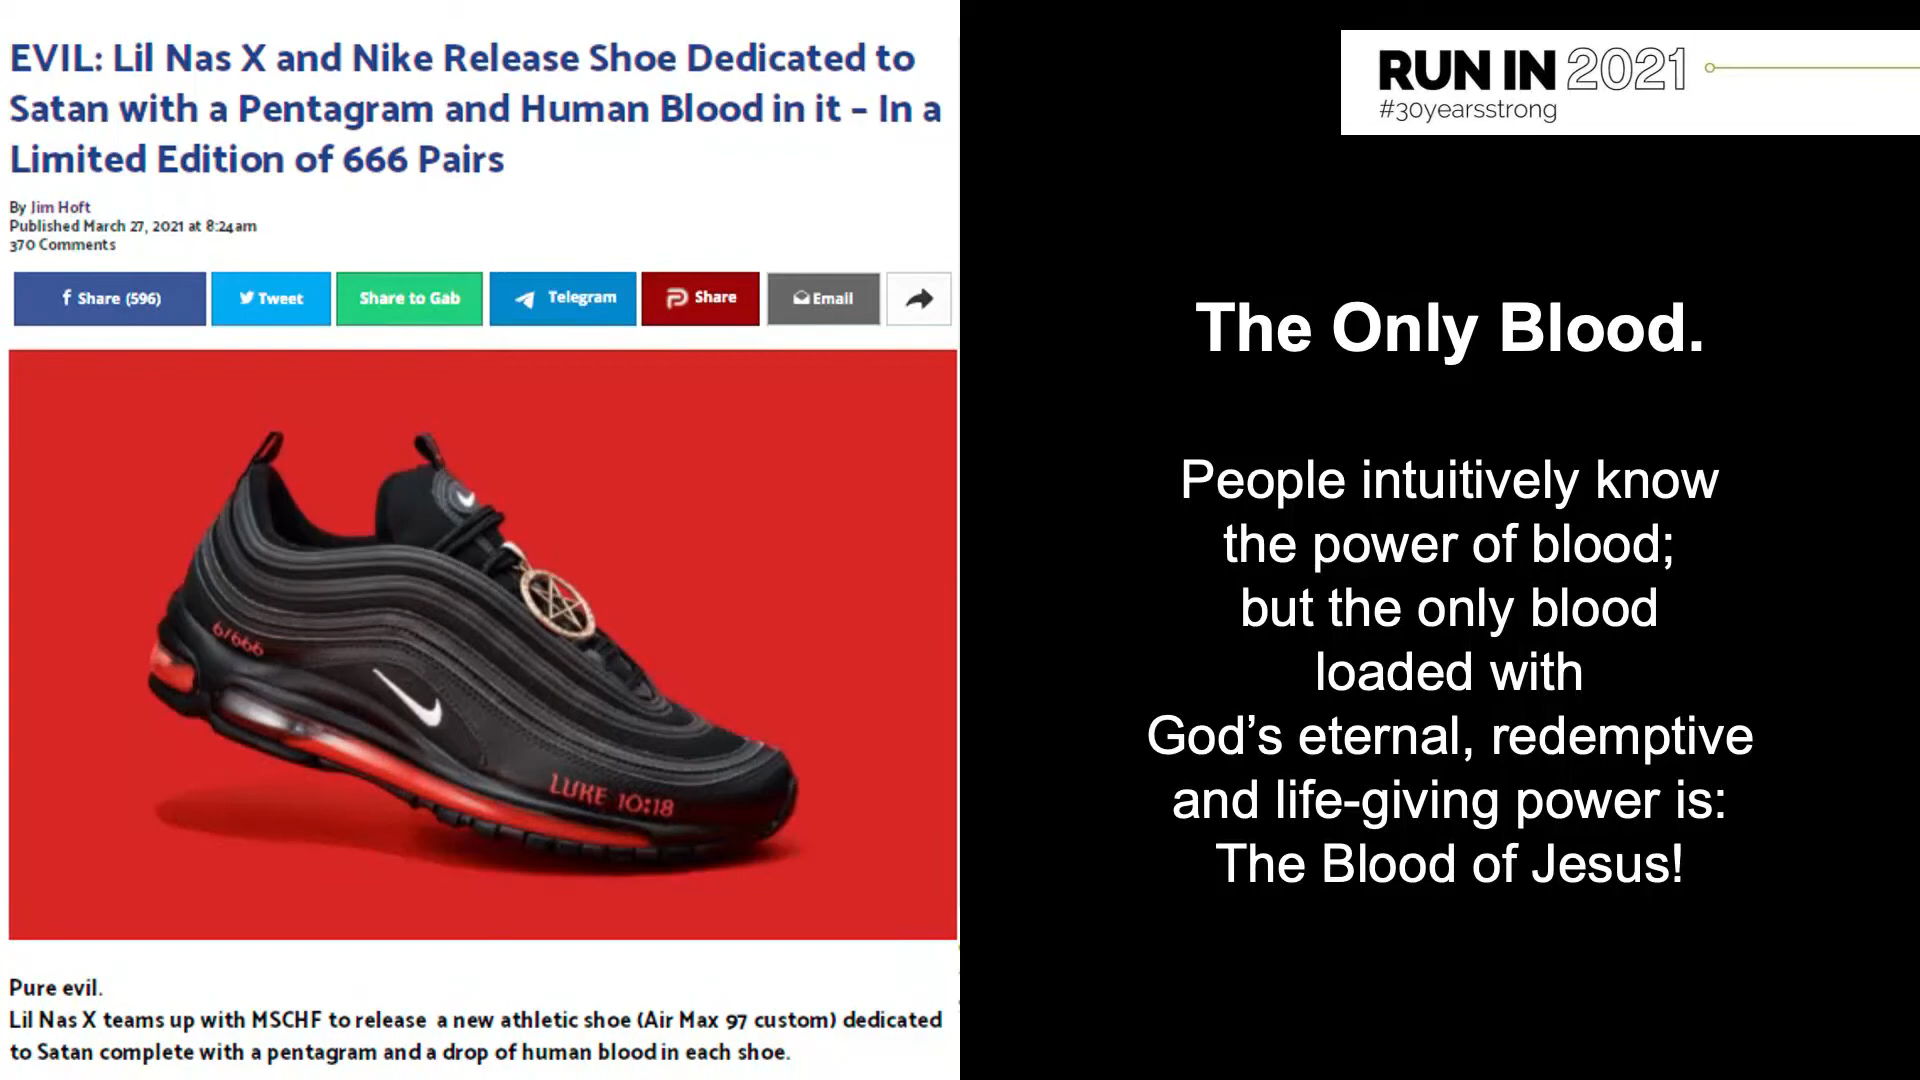 EVIL: Lil Nas X and Nike Release Shoe Dedicated to
Satan with a Pentagram and Human Blood in it – In a
Limited Edition of 666 Pairs
By Jim Hoft
Published March 27, 2021 at 8:24am
370 Comments
Share (596)
Tweet
Share to Gab
Telegram
Share
Email
6/666
LUKE 10:18
Pure evil.
Lil Nas X teams up with MSCHF to release a new athletic shoe (Air Max 97 custom) dedicated
to Satan complete with a pentagram and a drop of human blood in each shoe.
RUN IN 2021
#30yearsstrong
The Only Blood.
People intuitively know
the power of blood;
but the only blood
loaded with
God’s eternal, redemptive
and life-giving power is:
The Blood of Jesus!